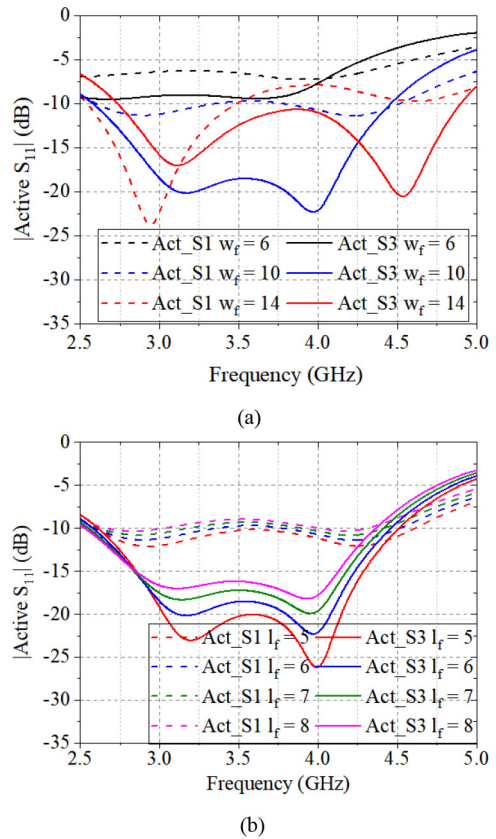 0
-5
-10
-15
-20
-25
-30
-35
|Active S11| (dB)
Act_S1 wf = 6 Act_S3 wf = 6
Act_S1 wf = 10 Act_S3 wf = 10
Act_S1 wf = 14 Act_S3 wf = 14
2.5 3.0 3.5 4.0 4.5 5.0
Frequency (GHz)
(a)
0
-5
-10
-15
-20
-25
-30
-35
|Active S11| (dB)
Act_S1 lf = 5 Act_S3 lf = 5
Act_S1 lf = 6 Act_S3 lf = 6
Act_S1 lf = 7 Act_S3 lf = 7
Act_S1 lf = 8 Act_S3 lf = 8
2.5 3.0 3.5 4.0 4.5 5.0
Frequency (GHz)
(b)